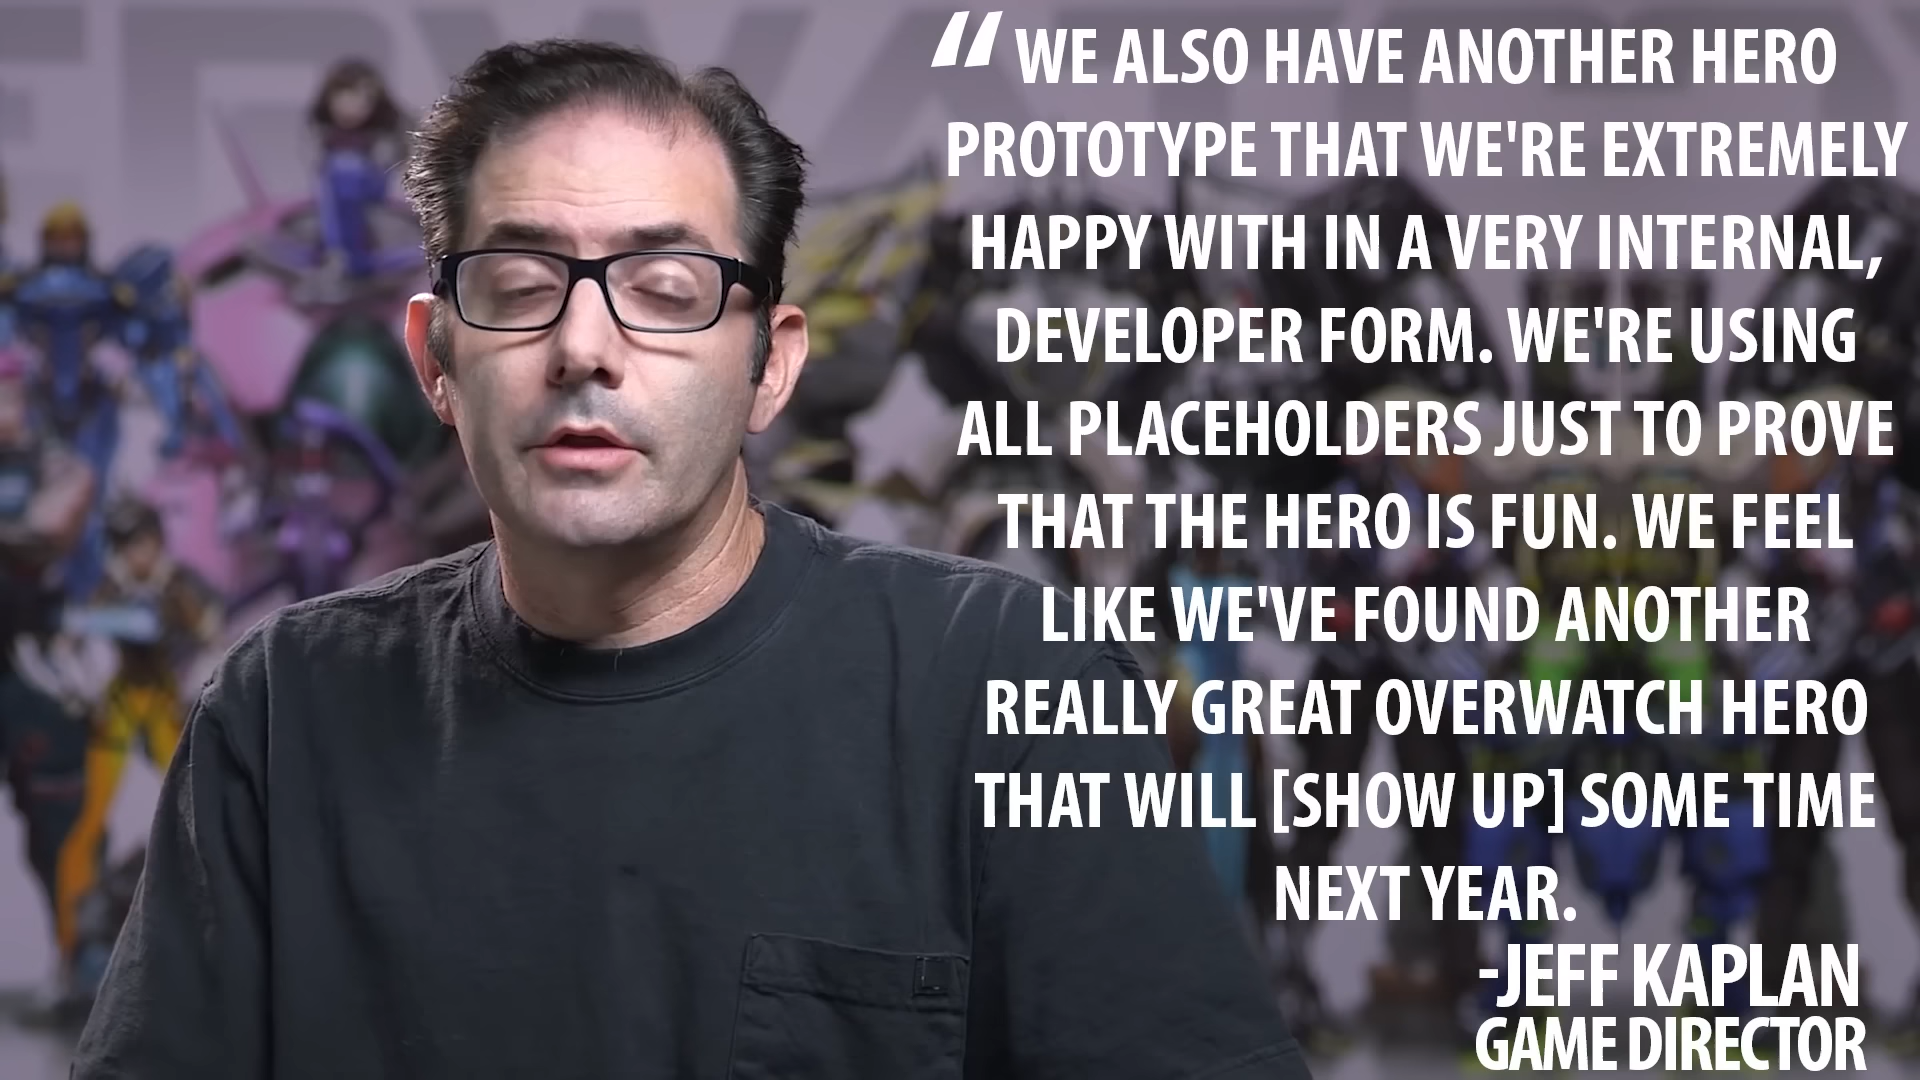 “ WE ALSO HAVE ANOTHER HERO
PROTOTYPE THAT WE'RE EXTREMELY
HAPPY WITH IN A VERY INTERNAL,
DEVELOPER FORM. WE'RE USING
ALL PLACEHOLDERS JUST TO PROVE
THAT THE HERO IS FUN. WE FEEL
LIKE WE'VE FOUND ANOTHER
REALLY GREAT OVERWATCH HERO
THAT WILL [SHOW UP] SOME TIME
NEXT YEAR.
-JEFF KAPLAN
GAME DIRECTOR